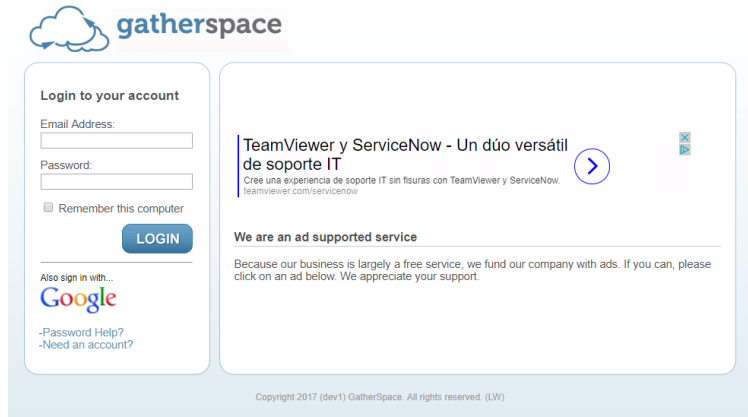 gatherspace
Login to your account
Email Address:
Password:
Remember this computer
LOGIN
Also sign in with...
Google
-Password Help?
-Need an account?
TeamViewer y ServiceNow - Un dúo versátil
de soporte IT
Cree una experiencia de soporte IT sin fisuras con TeamViewer y ServiceNow.
teamviewer.com/servicenow
We are an ad supported service
Because our business is largely a free service, we fund our company with ads. If you can, please
click on an ad below. We appreciate your support.
Copyright 2017 (dev1) GatherSpace. All rights reserved. (LW)